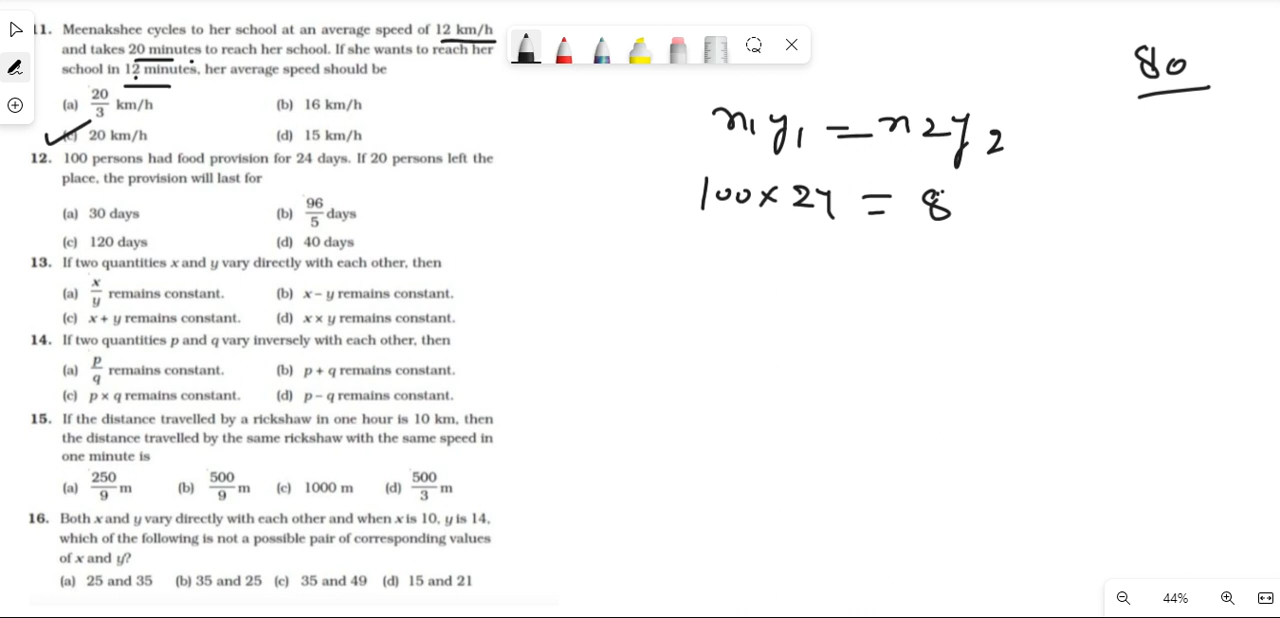 11. Meenakshee cycles to her school at an average speed of 12 km/h
and takes 20 minutes to reach her school. If she wants to reach her
school in 12 minutes, her average speed should be
(a) 20/3 km/h (b) 16 km/h
(c) 20 km/h (d) 15 km/h
12. 100 persons had food provision for 24 days. If 20 persons left the
place, the provision will last for
(a) 30 days (b) 96/5 days
(c) 120 days (d) 40 days
13. If two quantities x and y vary directly with each other, then
(a) x/y remains constant. (b) x – y remains constant.
(c) x + y remains constant. (d) x × y remains constant.
14. If two quantities p and q vary inversely with each other, then
(a) p/q remains constant. (b) p + q remains constant.
(c) p × q remains constant. (d) p – q remains constant.
15. If the distance travelled by a rickshaw in one hour is 10 km, then
the distance travelled by the same rickshaw with the same speed in
one minute is
(a) 250/9 m (b) 500/9 m (c) 1000 m (d) 500/3 m
16. Both x and y vary directly with each other and when x is 10, y is 14,
which of the following is not a possible pair of corresponding values
of x and y?
(a) 25 and 35 (b) 35 and 25 (c) 35 and 49 (d) 15 and 21
80
x₁ y₁ = x₂ y₂
100 × 24 = 8
44%